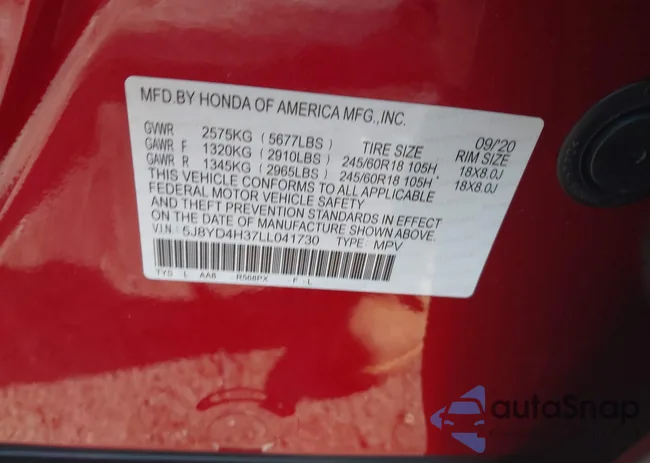 MFD.BY HONDA OF AMERICA MFG.,INC.
GVWR 2575KG (5677LBS) TIRE SIZE 09/'20 RIM SIZE
GAWR F 1320KG (2910LBS) 245/60R18 105H 18X8.0J
GAWR R 1345KG (2965LBS) 245/60R18 105H 18X8.0J
THIS VEHICLE CONFORMS TO ALL APPLICABLE
FEDERAL MOTOR VEHICLE SAFETY
AND THEFT PREVENTION STANDARDS IN EFFECT
ON THE DATE OF MANUFACTURE SHOWN ABOVE.
V.I.N.: 5J8YD4H37LL041730 TYPE: MPV
TYS L AAB R568PX F - L
autoSnap